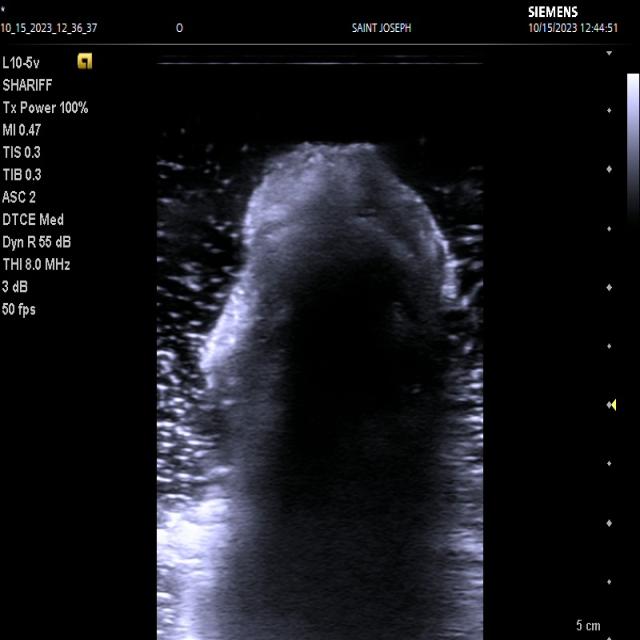 SIEMENS
10_15_2023_12_36_37 O SAINT JOSEPH 10/15/2023 12:44:51
L10-5v
SHARIFF
Tx Power 100%
MI 0.47
TIS 0.3
TIB 0.3
ASC 2
DTCE Med
Dyn R 55 dB
THI 8.0 MHz
3 dB
50 fps
5 cm